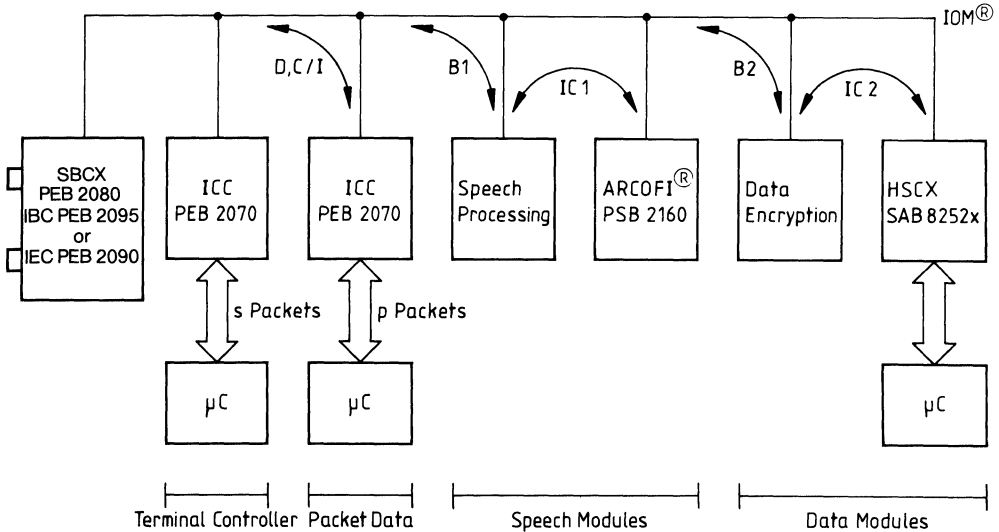 IOM®
D,C/I
B1
IC1
B2
IC2
SBCX
PEB 2080
IBC PEB 2095
or
IEC PEB 2090
ICC
PEB 2070
ICC
PEB 2070
Speech
Processing
ARCOFI®
PSB 2160
Data
Encryption
HSCX
SAB 8252x
s Packets
p Packets
µC
µC
µC
Terminal Controller
Packet Data
Speech Modules
Data Modules